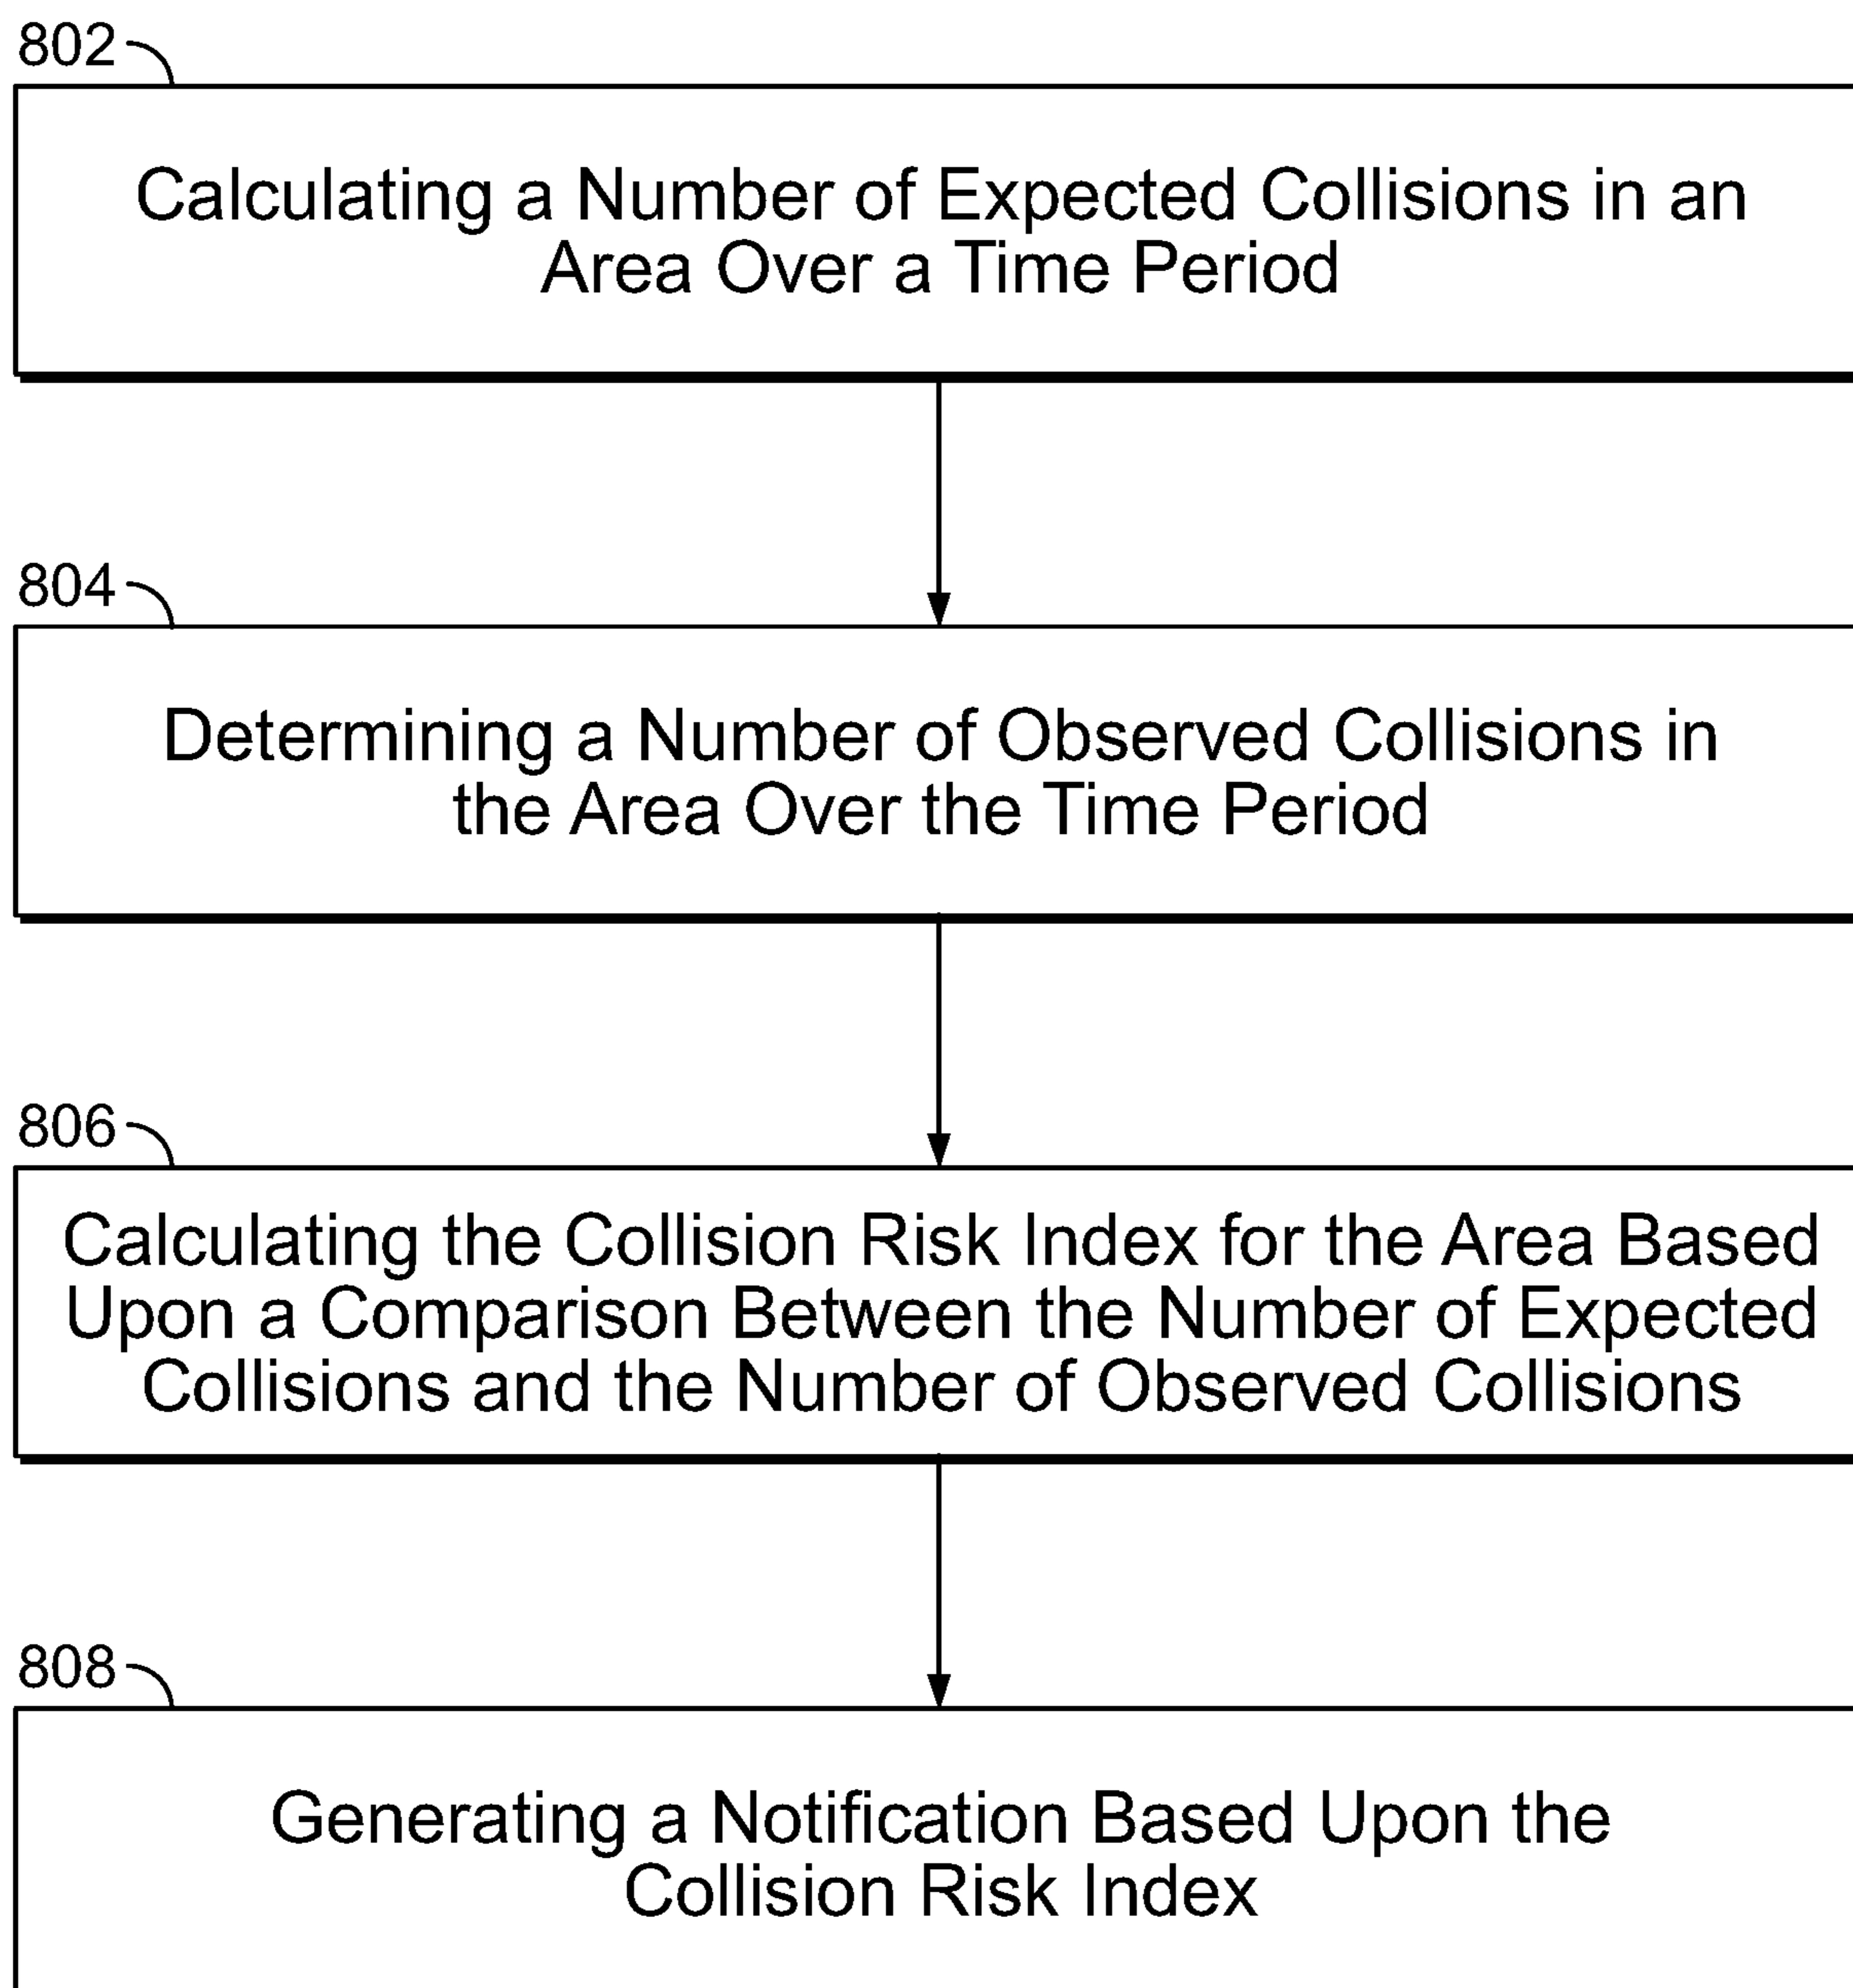 802
Calculating a Number of Expected Collisions in an
Area Over a Time Period
804
Determining a Number of Observed Collisions in
the Area Over the Time Period
806
Calculating the Collision Risk Index for the Area Based
Upon a Comparison Between the Number of Expected
Collisions and the Number of Observed Collisions
808
Generating a Notification Based Upon the
Collision Risk Index